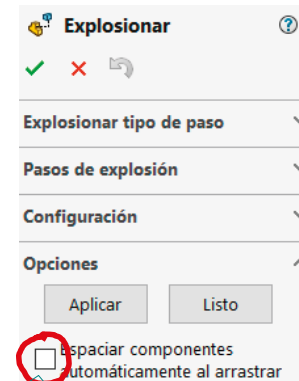 Explosionar
?
Explosionar tipo de paso
Pasos de explosión
Configuración
Opciones
Aplicar Listo
Espaciar componentes
automáticamente al arrastrar